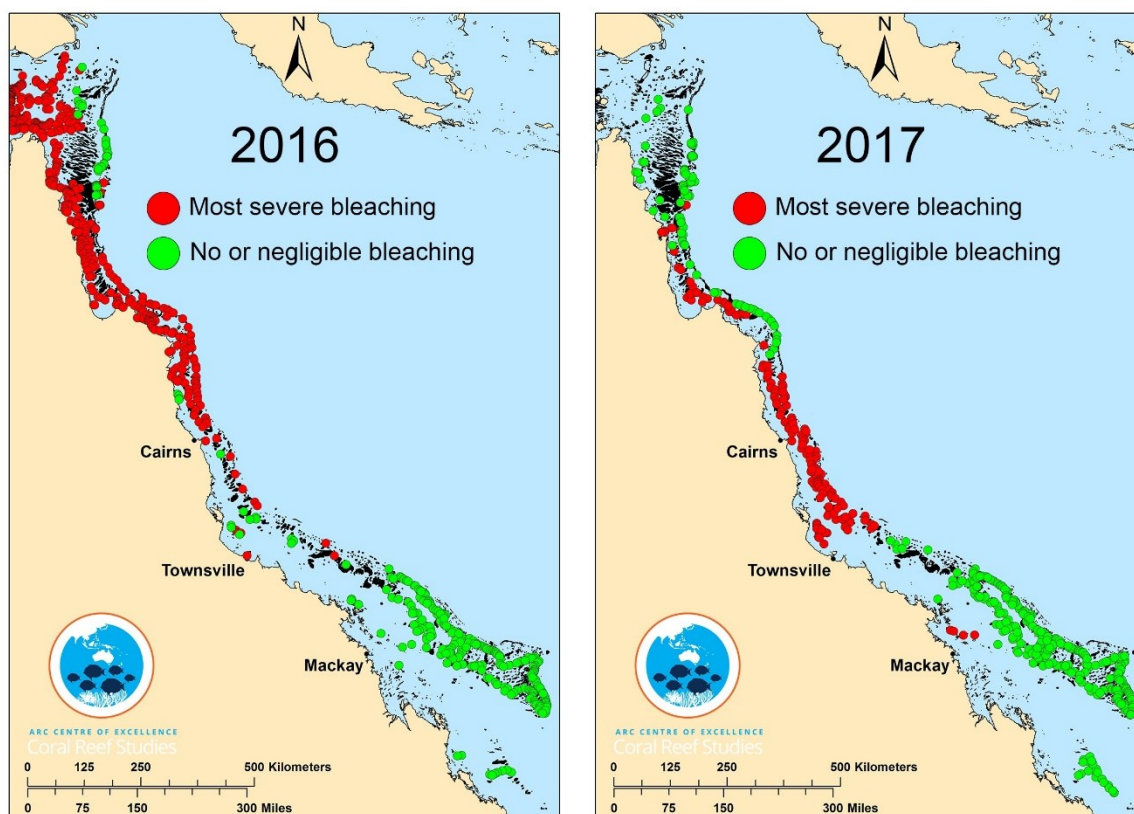 N
2016
Most severe bleaching
No or negligible bleaching
Cairns
Townsville
Mackay
ARC CENTRE OF EXCELLENCE
Coral Reef Studies
0 125 250 500 Kilometers
0 75 150 300 Miles
N
2017
Most severe bleaching
No or negligible bleaching
Cairns
Townsville
Mackay
ARC CENTRE OF EXCELLENCE
Coral Reef Studies
0 125 250 500 Kilometers
0 75 150 300 Miles